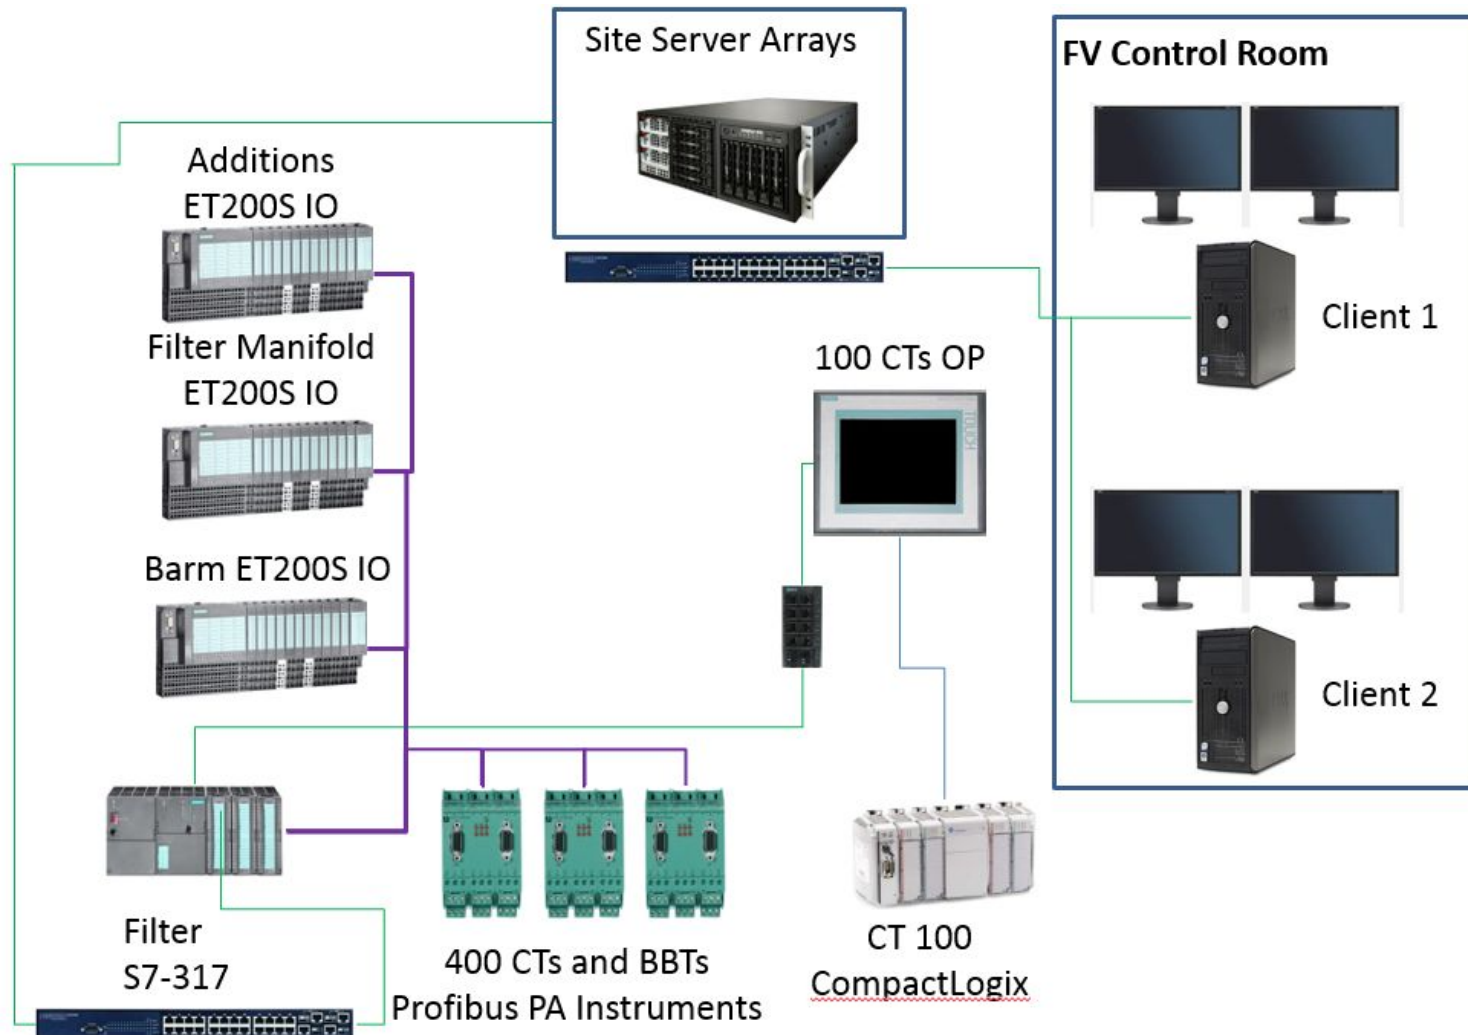 Site Server Arrays
FV Control Room
Additions
ET200S IO
Filter Manifold
ET200S IO
100 CTs OP
TOUCH
Client 1
Barm ET200S IO
Client 2
Filter
S7-317
400 CTs and BBTs
Profibus PA Instruments
CT 100
CompactLogix